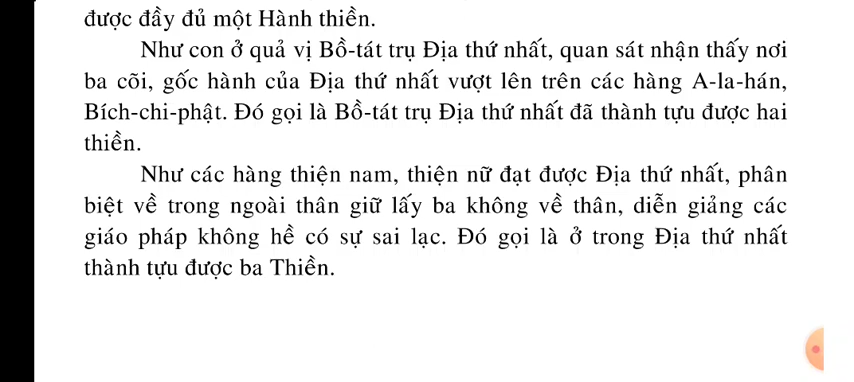 được đầy đủ một Hành thiền.
Như con ở quả vị Bồ-tát trụ Địa thứ nhất, quan sát nhận thấy nơi
ba cõi, gốc hành của Địa thứ nhất vượt lên trên các hàng A-la-hán,
Bích-chi-phật. Đó gọi là Bồ-tát trụ Địa thứ nhất đã thành tựu được hai
thiền.
Như các hàng thiện nam, thiện nữ đạt được Địa thứ nhất, phân
biệt về trong ngoài thân giữ lấy ba không về thân, diễn giảng các
giáo pháp không hề có sự sai lạc. Đó gọi là ở trong Địa thứ nhất
thành tựu được ba Thiền.